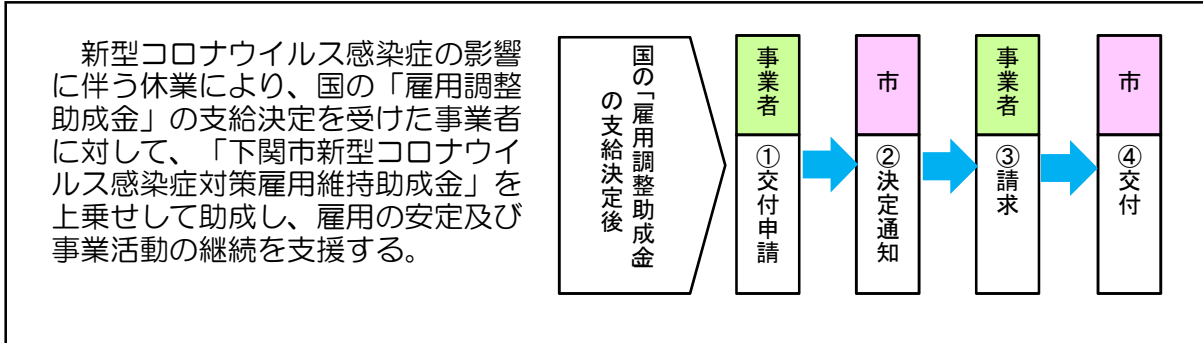 新型コロナウイルス感染症の影響
に伴う休業により、国の「雇用調整
助成金」の支給決定を受けた事業者
に対して、「下関市新型コロナウイ
ルス感染症対策雇用維持助成金」を
上乗せして助成し、雇用の安定及び
事業活動の継続を支援する。
国の「雇用調整助成金」
の支給決定後
事業者
①交付申請
市
②決定通知
事業者
③請求
市
④交付